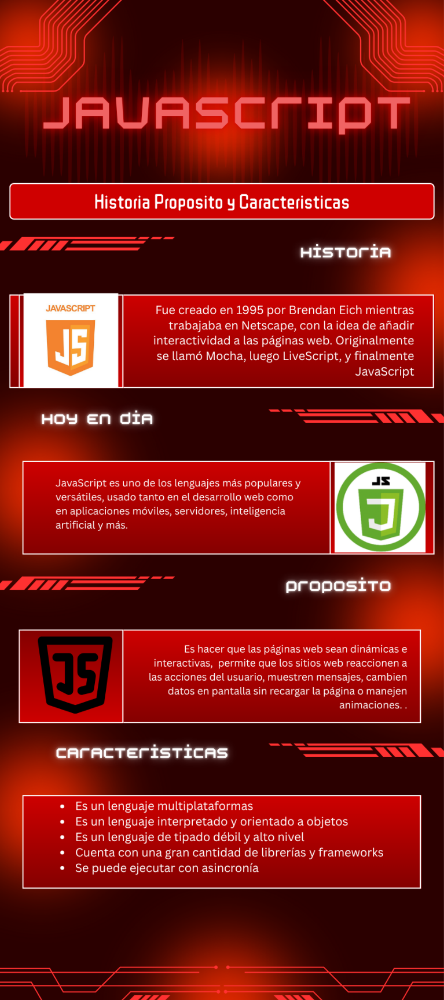 JAVASCRIPT
Historia Proposito y Caracteristicas
HISTORIA
JAVASCRIPT
JS
Fue creado en 1995 por Brendan Eich mientras
trabajaba en Netscape, con la idea de añadir
interactividad a las páginas web. Originalmente
se llamó Mocha, luego LiveScript, y finalmente
JavaScript
HOY EN DÍA
JavaScript es uno de los lenguajes más populares y
versátiles, usado tanto en el desarrollo web como
en aplicaciones móviles, servidores, inteligencia
artificial y más.
JS
J
PROPOSITO
JS
Es hacer que las páginas web sean dinámicas e
interactivas,  permite que los sitios web reaccionen a
las acciones del usuario, muestren mensajes, cambien
datos en pantalla sin recargar la página o manejen
animaciones. .
CARACTERÍSTICAS
• Es un lenguaje multiplataformas
• Es un lenguaje interpretado y orientado a objetos
• Es un lenguaje de tipado débil y alto nivel
• Cuenta con una gran cantidad de librerías y frameworks
• Se puede ejecutar con asincronía